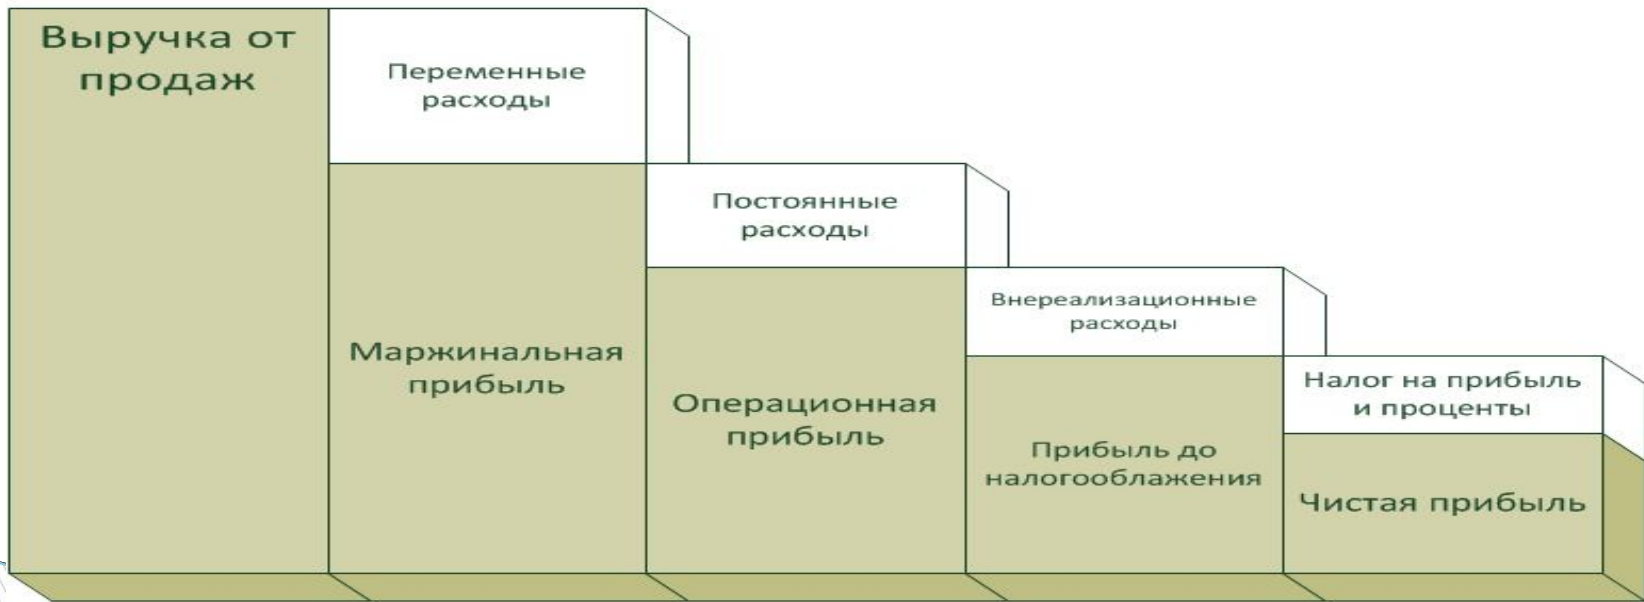 Выручка от
продаж
Переменные
расходы
Маржинальная
прибыль
Постоянные
расходы
Операционная
прибыль
Внереализационные
расходы
Прибыль до
налогооблажения
Налог на прибыль
и проценты
Чистая прибыль